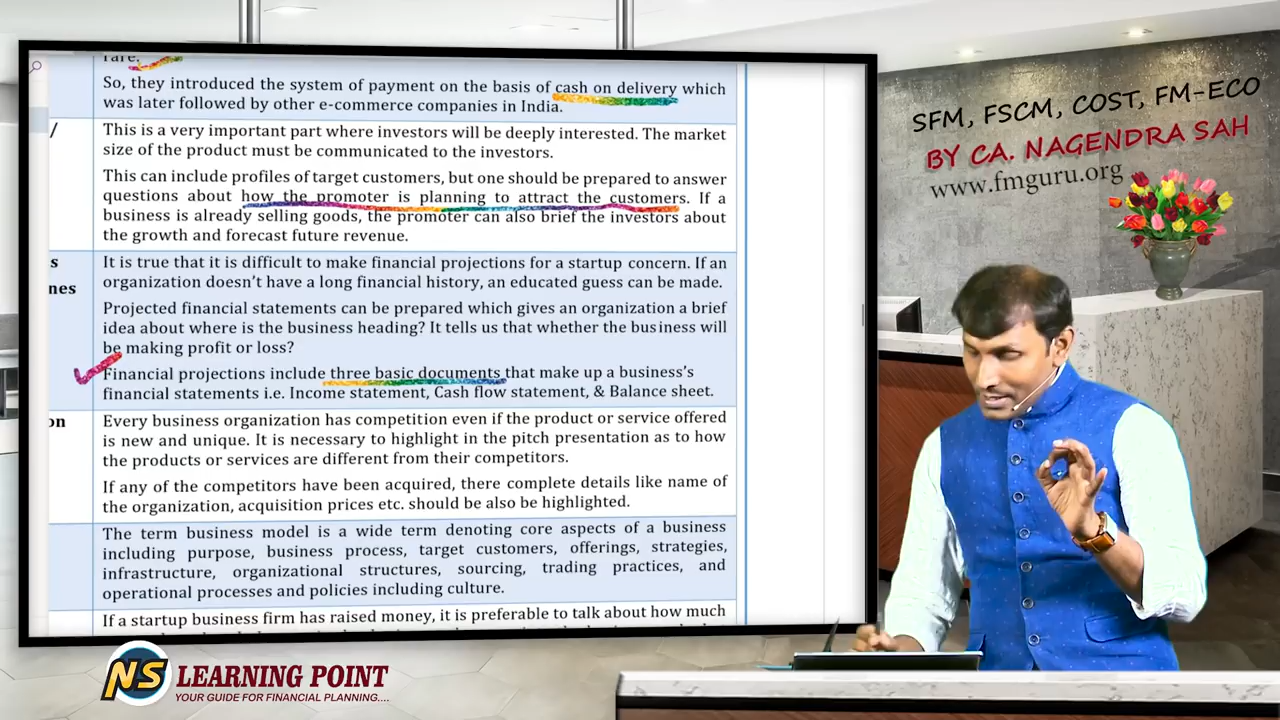 rare.
So, they introduced the system of payment on the basis of cash on delivery which
was later followed by other e-commerce companies in India.
/
This is a very important part where investors will be deeply interested. The market
size of the product must be communicated to the investors.
This can include profiles of target customers, but one should be prepared to answer
questions about how the promoter is planning to attract the customers. If a
business is already selling goods, the promoter can also brief the investors about
the growth and forecast future revenue.
s
nes
It is true that it is difficult to make financial projections for a startup concern. If an
organization doesn't have a long financial history, an educated guess can be made.
Projected financial statements can be prepared which gives an organization a brief
idea about where is the business heading? It tells us that whether the business will
be making profit or loss?
Financial projections include three basic documents that make up a business's
financial statements i.e. Income statement, Cash flow statement, & Balance sheet.
on
Every business organization has competition even if the product or service offered
is new and unique. It is necessary to highlight in the pitch presentation as to how
the products or services are different from their competitors.
If any of the competitors have been acquired, there complete details like name of
the organization, acquisition prices etc. should be also be highlighted.
The term business model is a wide term denoting core aspects of a business
including purpose, business process, target customers, offerings, strategies,
infrastructure, organizational structures, sourcing, trading practices, and
operational processes and policies including culture.
If a startup business firm has raised money, it is preferable to talk about how much
SFM, FSCM, COST, FM-ECO
BY CA. NAGENDRA SAH
www.fmguru.org
NS LEARNING POINT
YOUR GUIDE FOR FINANCIAL PLANNING....